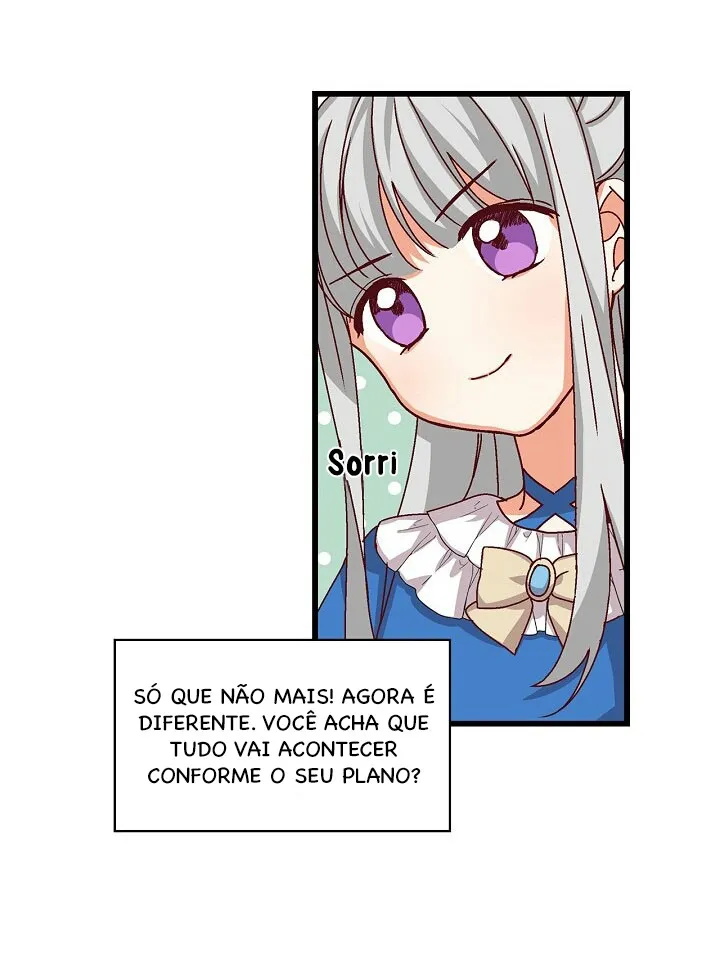 Sorri
SÓ QUE NÃO MAIS! AGORA É
DIFERENTE. VOCÊ ACHA QUE
TUDO VAI ACONTECER
CONFORME O SEU PLANO?